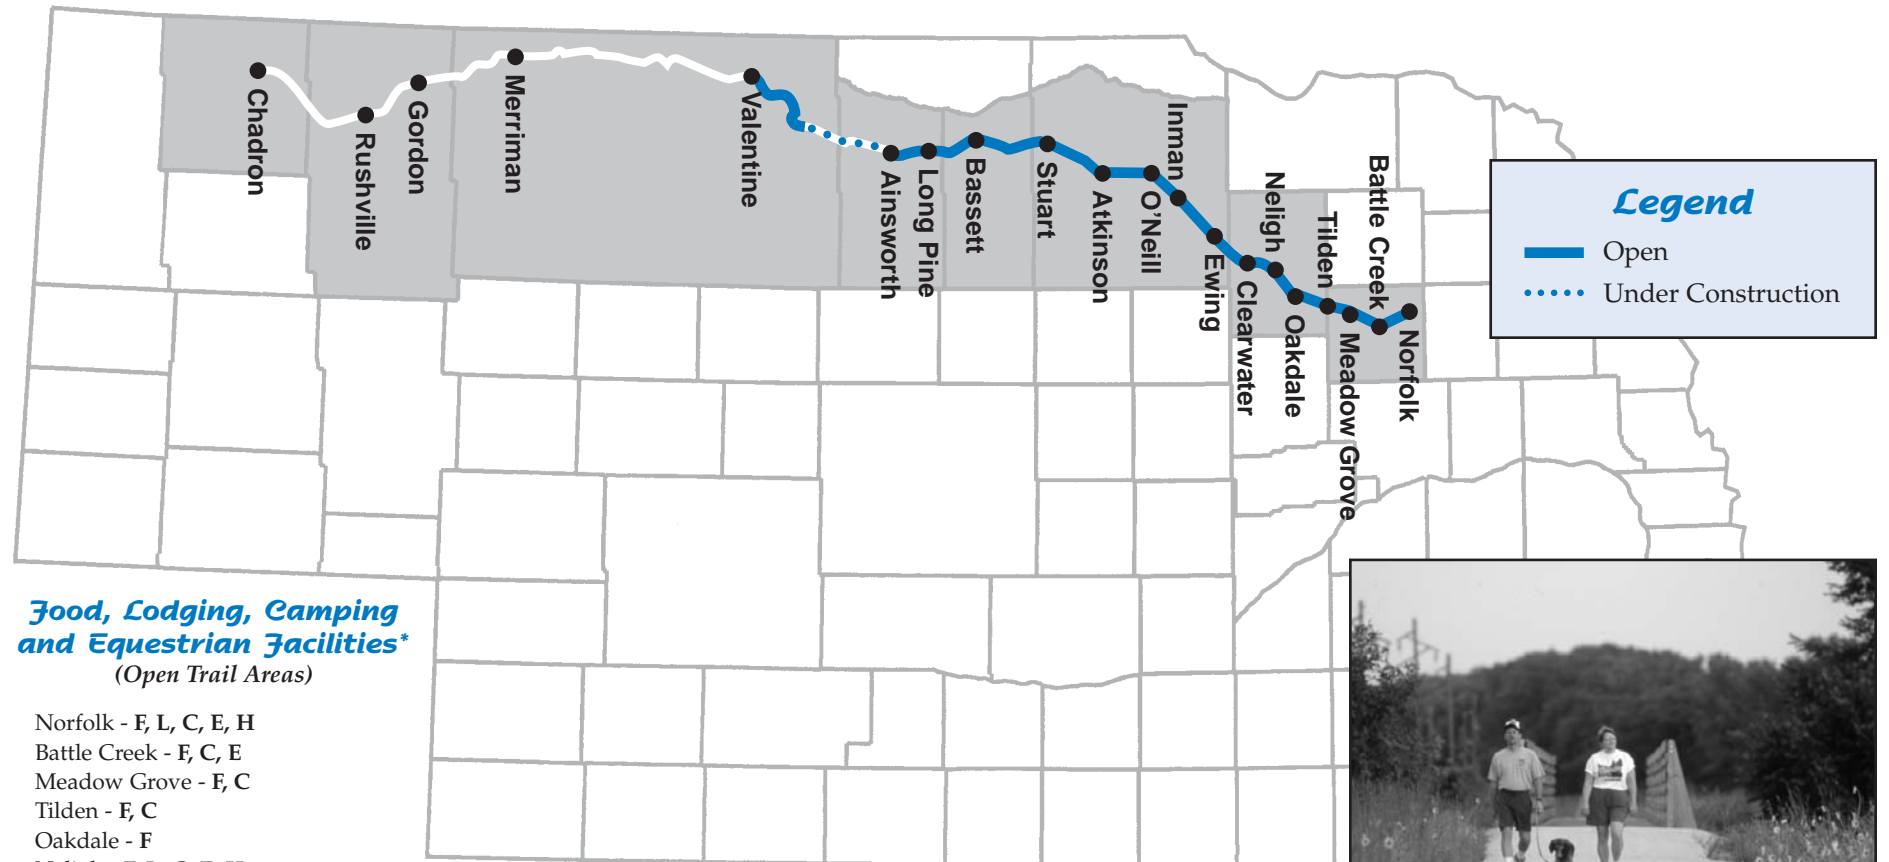 Chadron
Rushville
Gordon
Merriman
Valentine
Ainsworth
Long Pine
Bassett
Stuart
Atkinson
O'Neill
Inman
Ewing
Clearwater
Neligh
Oakdale
Tilden
Meadow Grove
Battle Creek
Norfolk
Legend
Open
Under Construction
Food, Lodging, Camping
and Equestrian Facilities*
(Open Trail Areas)
Norfolk - F, L, C, E, H
Battle Creek - F, C, E
Meadow Grove - F, C
Tilden - F, C
Oakdale - F